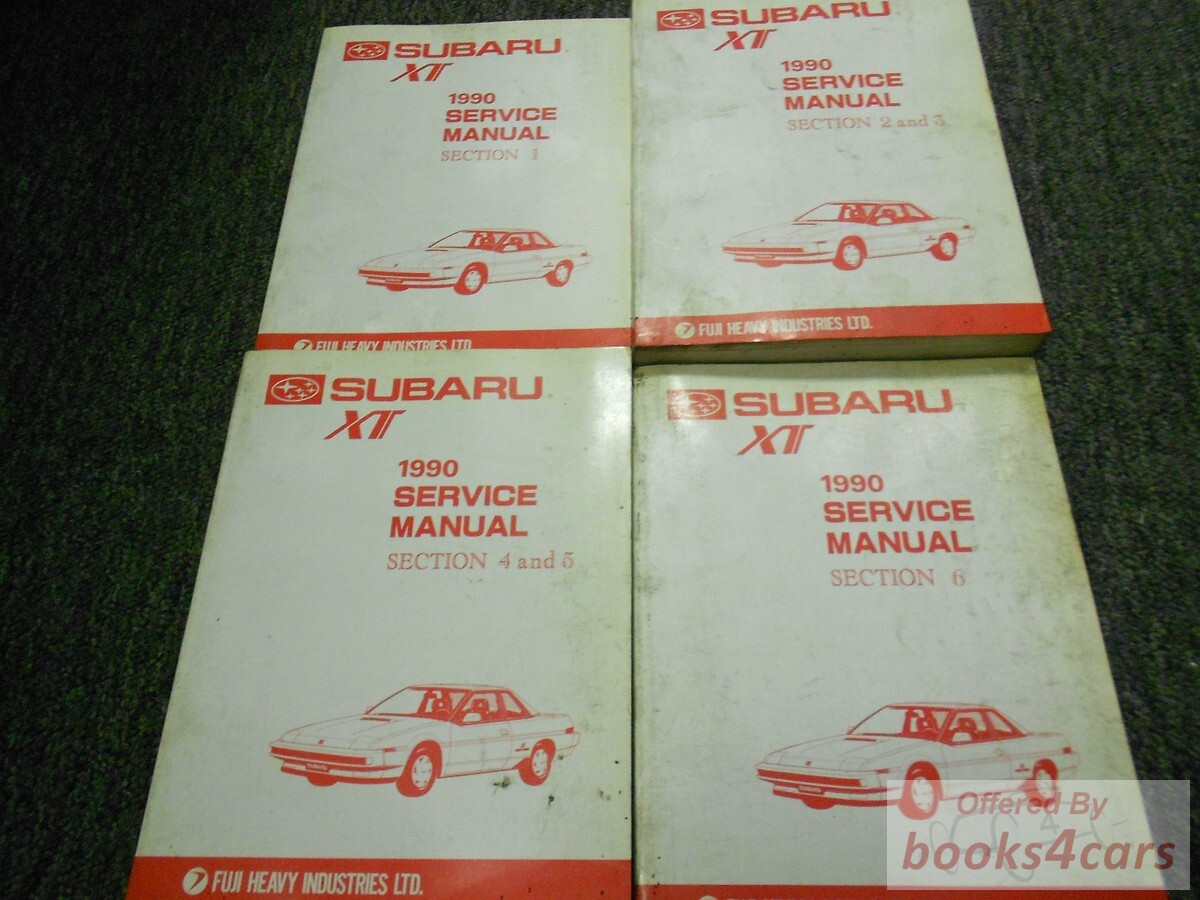 SUBARU
XT
1990
SERVICE
MANUAL
SECTION 1
FUJI HEAVY INDUSTRIES LTD.
SUBARU
XT
1990
SERVICE
MANUAL
SECTION 2 and 3
FUJI HEAVY INDUSTRIES LTD.
SUBARU
XT
1990
SERVICE
MANUAL
SECTION 4 and 5
SUBARU
FUJI HEAVY INDUSTRIES LTD.
SUBARU
XT
1990
SERVICE
MANUAL
SECTION 6
SUBARU
Offered By
books4cars